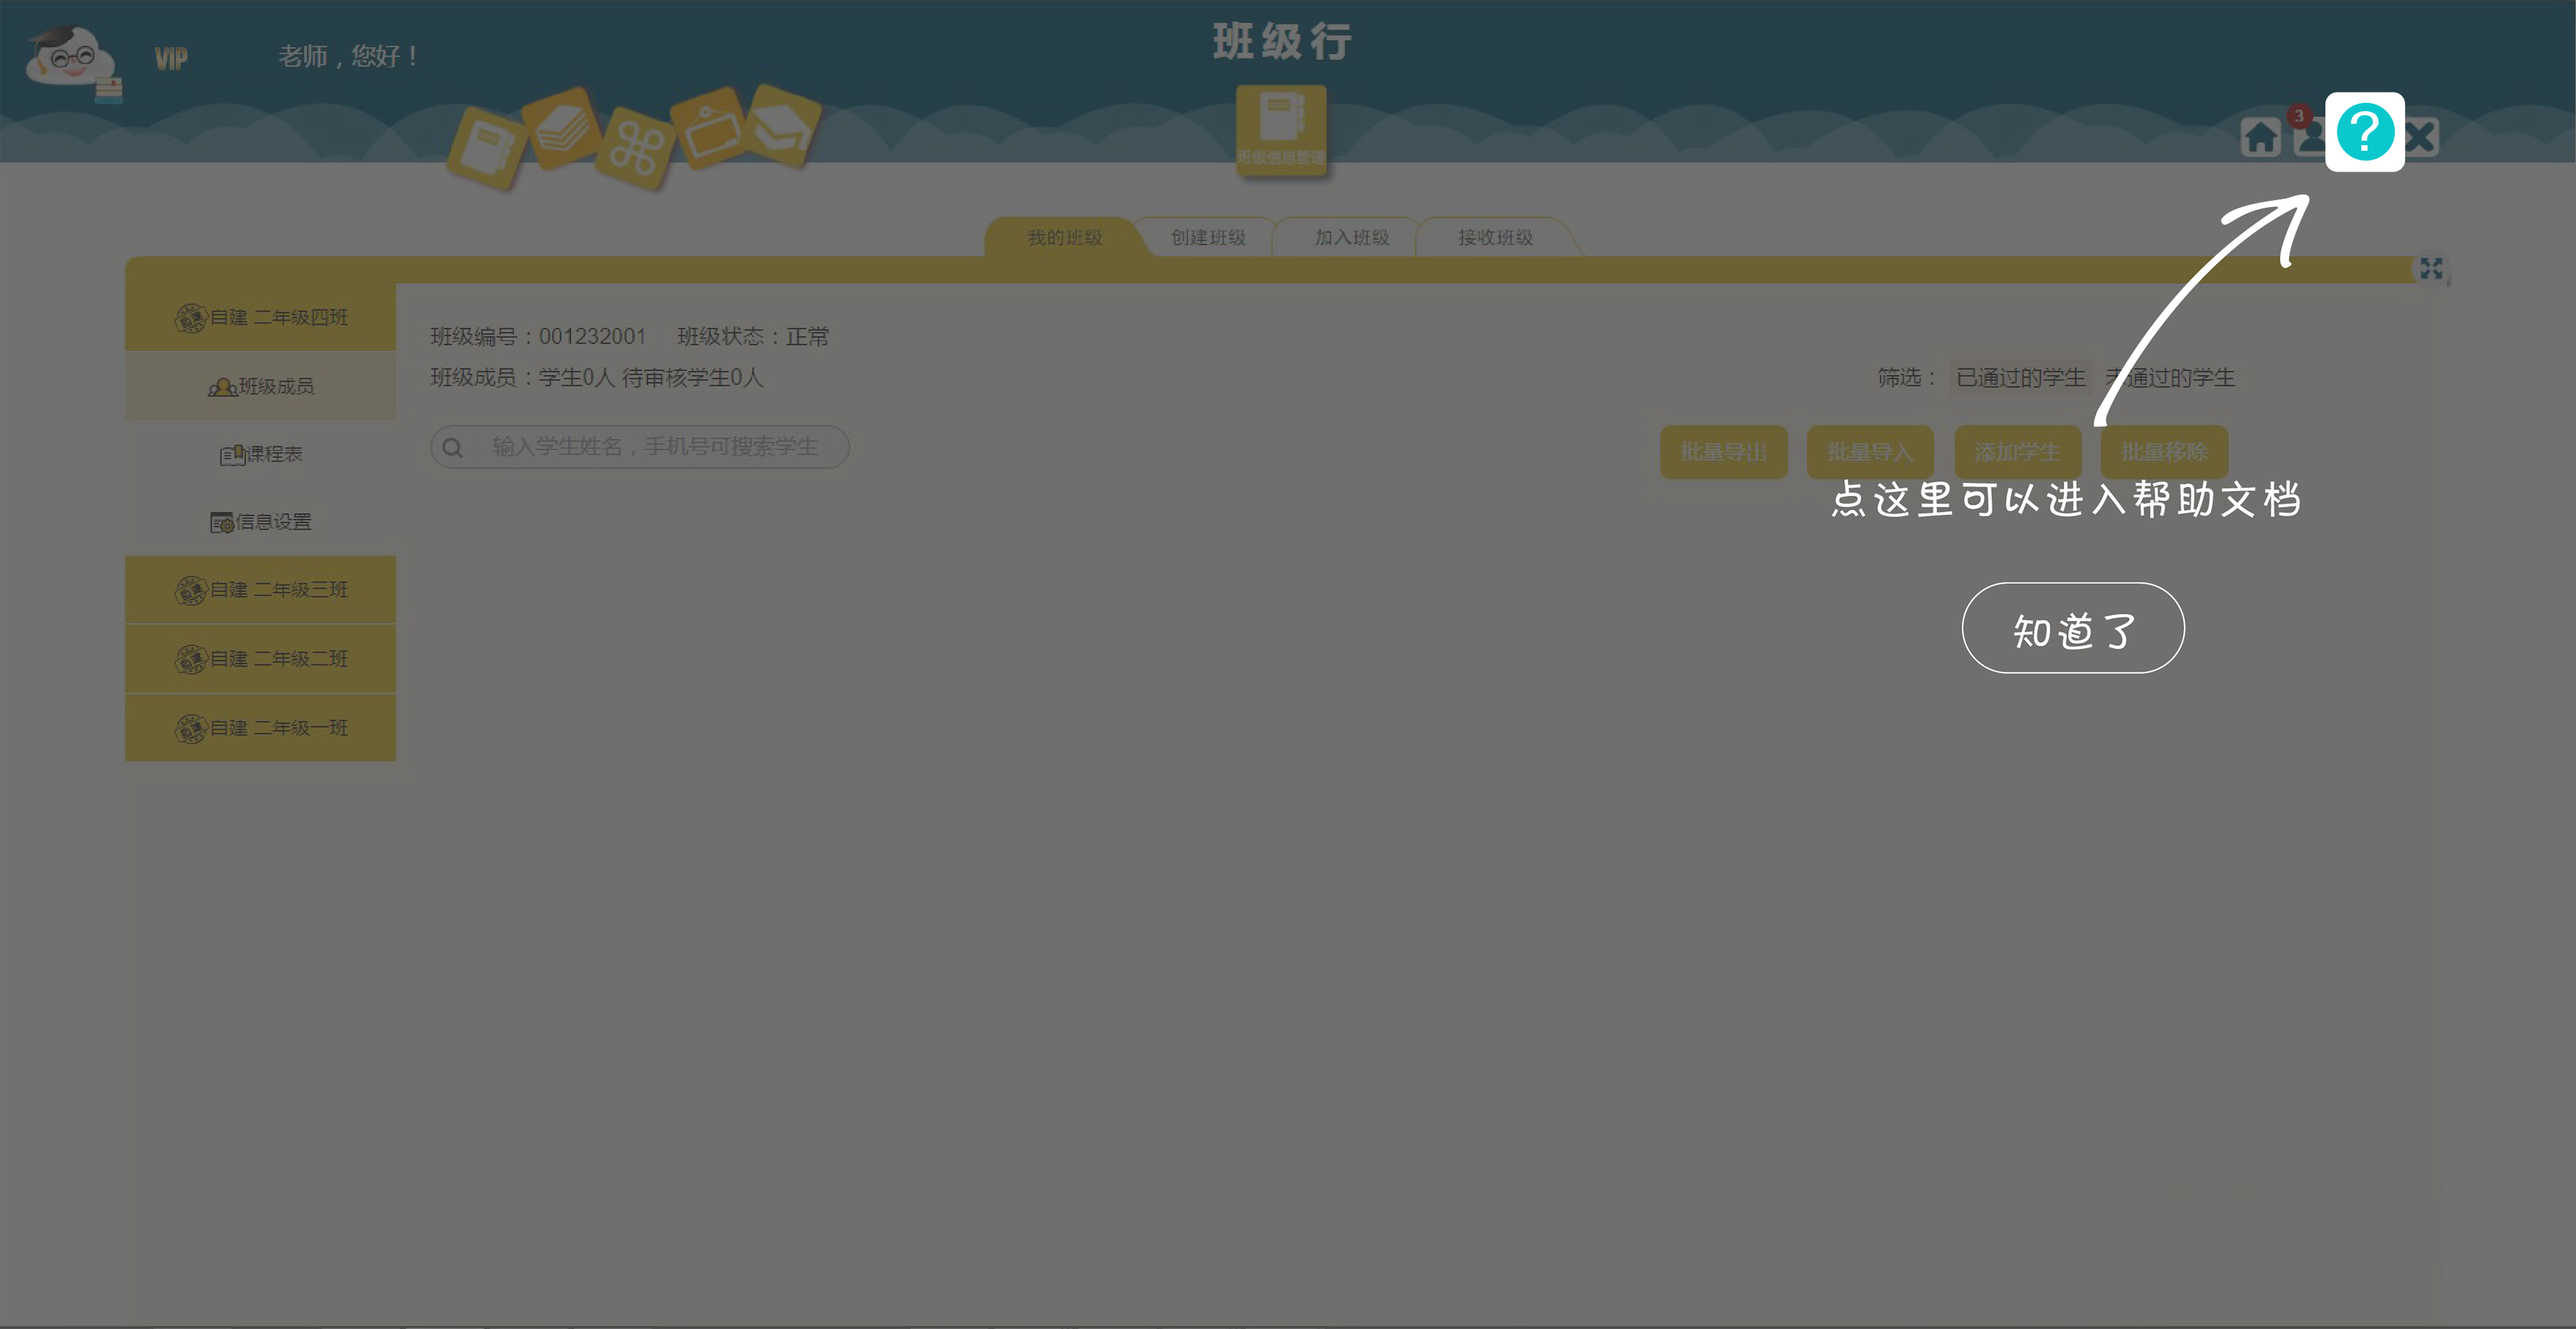 班级行
VIP 老师，您好！
班级信息管理
3
我的班级 创建班级 加入班级 接收班级
自建 二年级四班
班级成员
课程表
信息设置
自建 二年级三班
自建 二年级二班
自建 二年级一班
班级编号：001232001 班级状态：正常
班级成员：学生0人 待审核学生0人
筛选： 已通过的学生 未通过的学生
输入学生姓名，手机号可搜索学生
批量导出 批量导入 添加学生 批量移除
点这里可以进入帮助文档
知道了